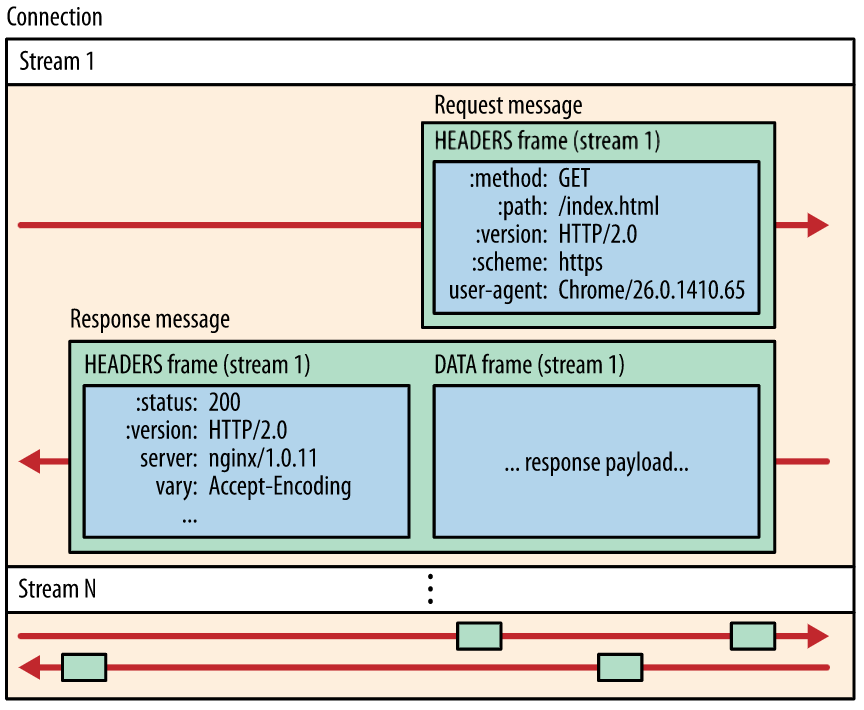 Connection
Stream 1
Request message
HEADERS frame (stream 1)
:method: GET
:path: /index.html
:version: HTTP/2.0
:scheme: https
user-agent: Chrome/26.0.1410.65
Response message
HEADERS frame (stream 1)
:status: 200
:version: HTTP/2.0
server: nginx/1.0.11
vary: Accept-Encoding
...
DATA frame (stream 1)
... response payload...
Stream N